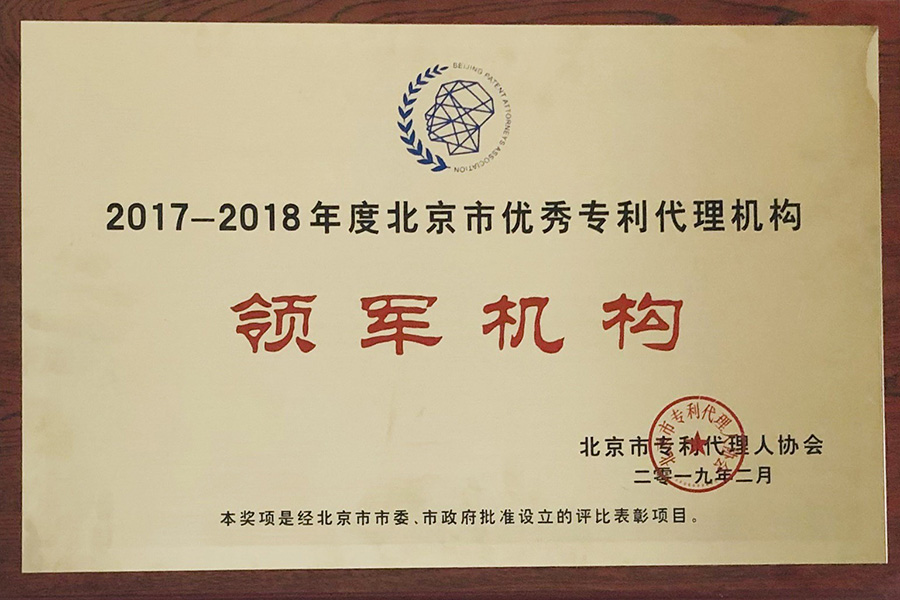 BEIJING PATENT ATTORNEYS ASSOCIATION
2017-2018年度北京市优秀专利代理机构
领军机构
北京市专利代理人协会
二零一九年二月
本奖项是经北京市市委、市政府批准设立的评比表彰项目。